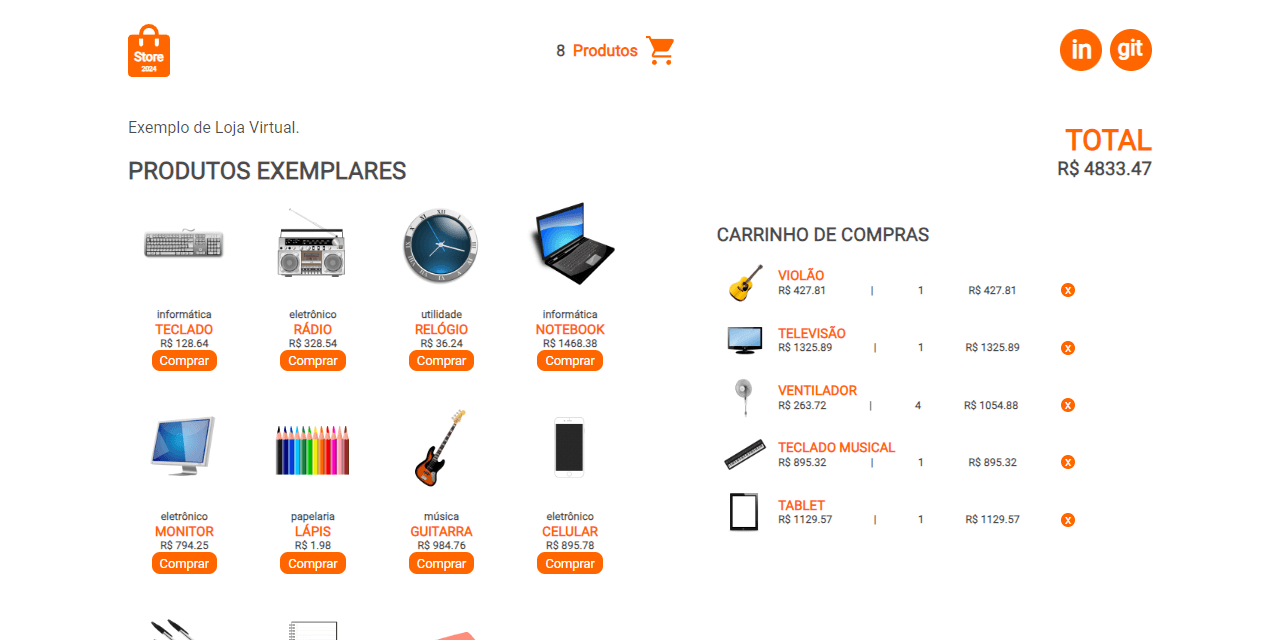 Store
2024
8 Produtos
in
git
Exemplo de Loja Virtual.
TOTAL
R$ 4833.47
PRODUTOS EXEMPLARES
informática
TECLADO
R$ 128.64
Comprar
eletrônico
RÁDIO
R$ 328.54
Comprar
utilidade
RELÓGIO
R$ 36.24
Comprar
informática
NOTEBOOK
R$ 1468.38
Comprar
eletrônico
MONITOR
R$ 794.25
Comprar
papelaria
LÁPIS
R$ 1.98
Comprar
música
GUITARRA
R$ 984.76
Comprar
eletrônico
CELULAR
R$ 895.78
Comprar
CARRINHO DE COMPRAS
VIOLÃO
R$ 427.81 | 1 R$ 427.81 x
TELEVISÃO
R$ 1325.89 | 1 R$ 1325.89 x
VENTILADOR
R$ 263.72 | 4 R$ 1054.88 x
TECLADO MUSICAL
R$ 895.32 | 1 R$ 895.32 x
TABLET
R$ 1129.57 | 1 R$ 1129.57 x